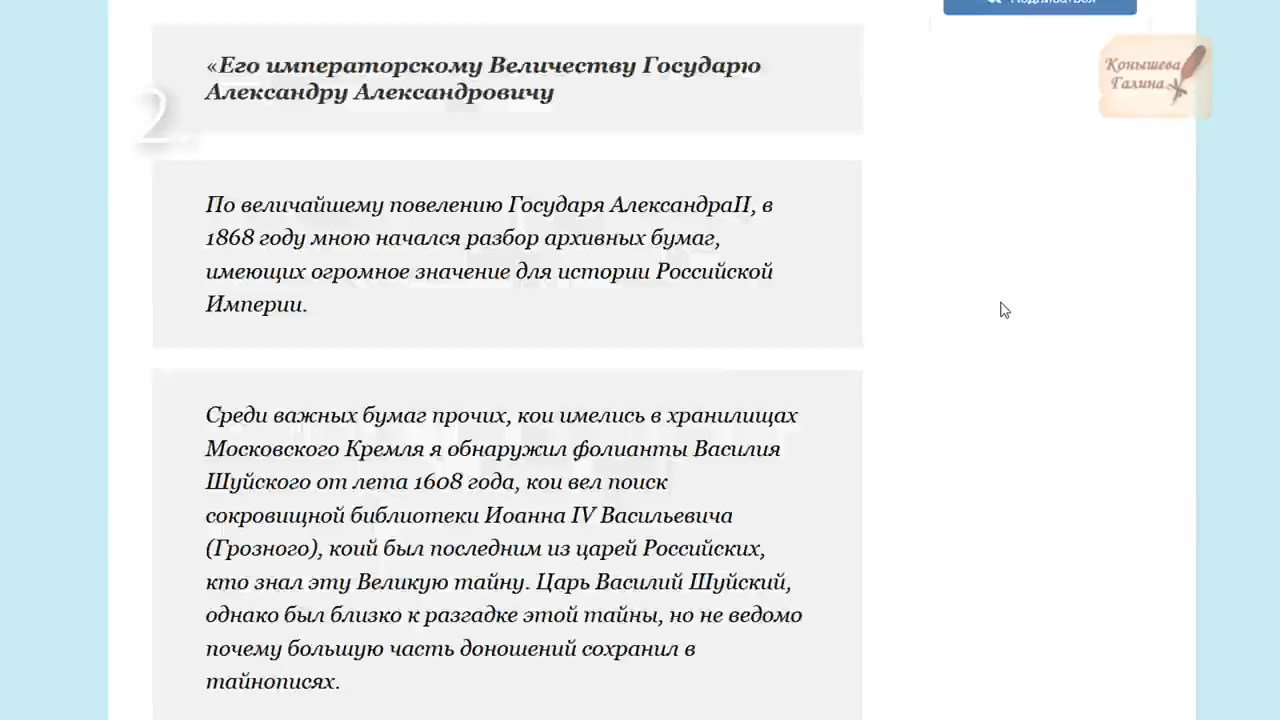 Подписаться
Конышева
Галина
«Его императорскому Величеству Государю
Александру Александровичу
2.
По величайшему повелению Государя АлександраII, в
1868 году мною начался разбор архивных бумаг,
имеющих огромное значение для истории Российской
Империи.
Среди важных бумаг прочих, кои имелись в хранилищах
Московского Кремля я обнаружил фолианты Василия
Шуйского от лета 1608 года, кои вел поиск
сокровищной библиотеки Иоанна IV Васильевича
(Грозного), коий был последним из царей Российских,
кто знал эту Великую тайну. Царь Василий Шуйский,
однако был близко к разгадке этой тайны, но не ведомо
почему большую часть доношений сохранил в
тайнописях.